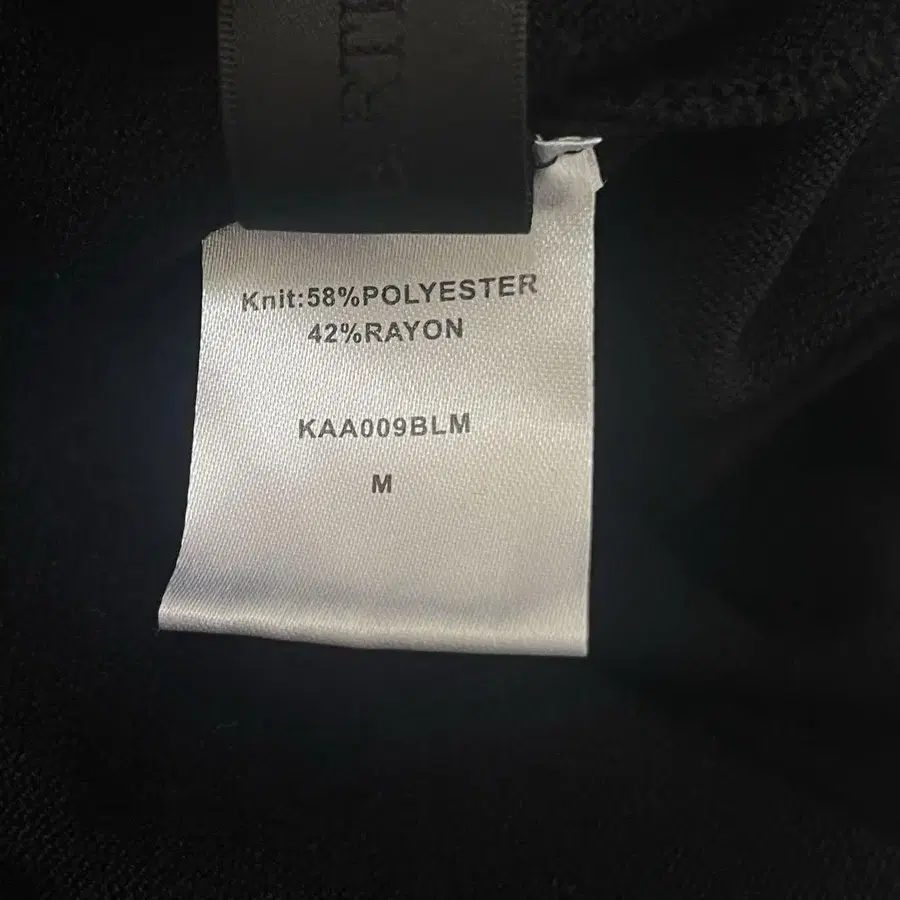 Knit:58%POLYESTER
42%RAYON
KAA009BLM
M